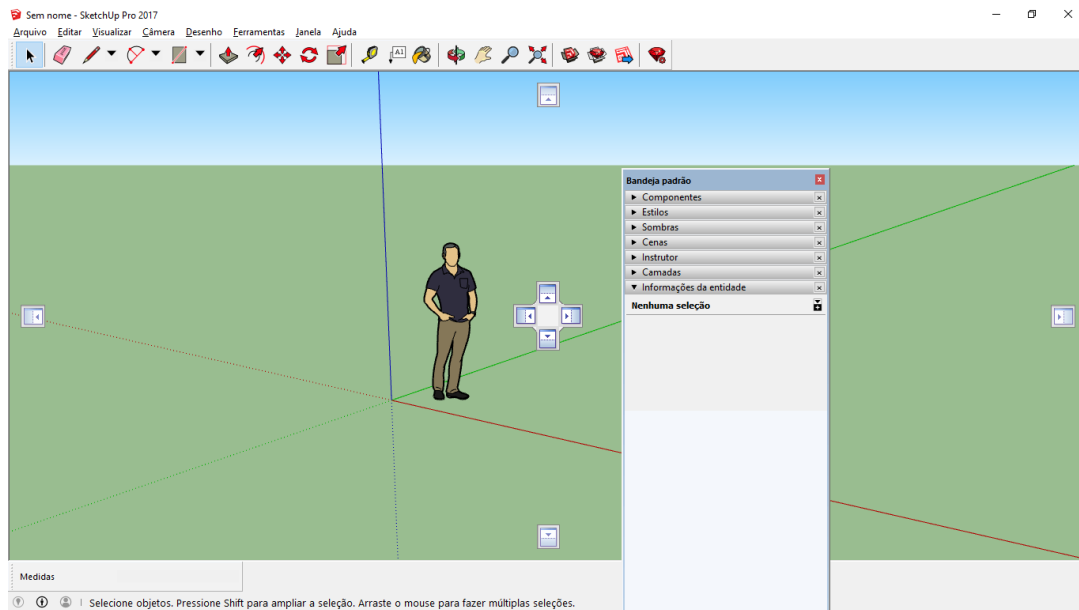 Sem nome - SketchUp Pro 2017
Arquivo Editar Visualizar Câmera Desenho Ferramentas Janela Ajuda
A1
Bandeja padrão
Componentes
Estilos
Sombras
Cenas
Instrutor
Camadas
Informações da entidade
Nenhuma seleção
Medidas
Selecione objetos. Pressione Shift para ampliar a seleção. Arraste o mouse para fazer múltiplas seleções.